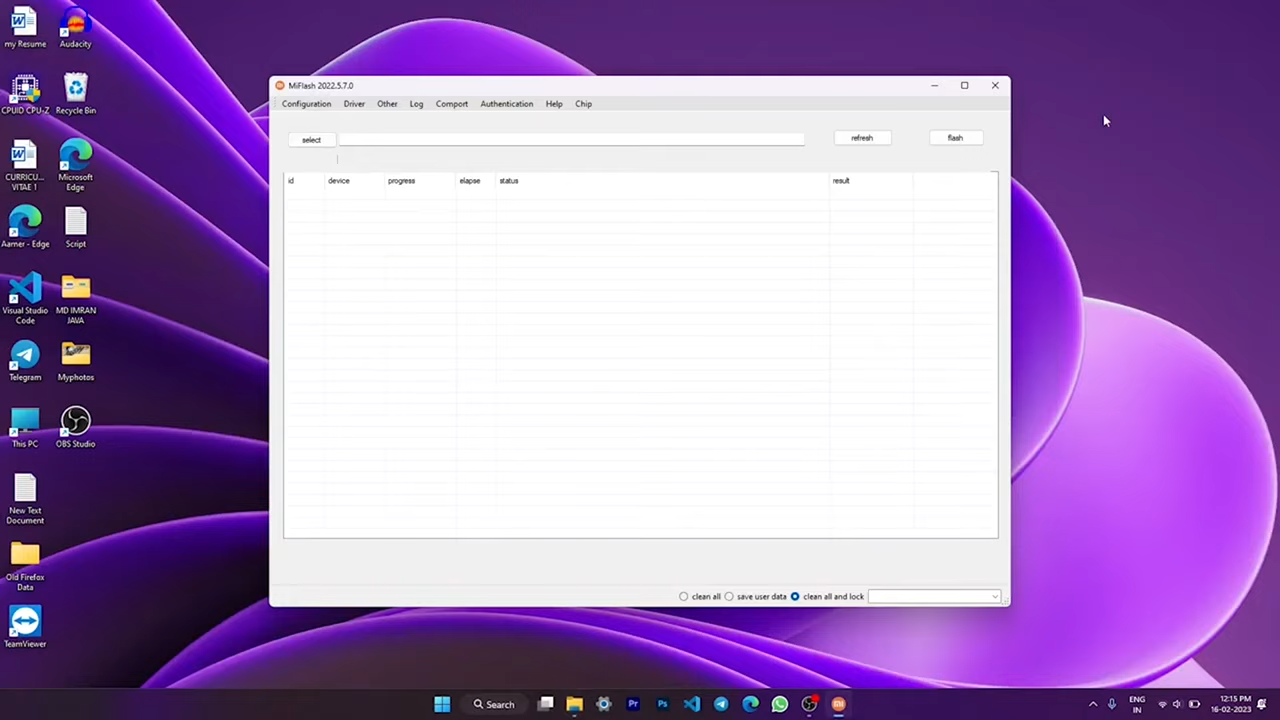 my Resume
Audacity
CPUID CPU-Z
Recycle Bin
CURRICU...
VITAE 1
Microsoft
Edge
Aamer - Edge
Script
Visual Studio
Code
MD IMRAN
JAVA
Telegram
Myphotos
This PC
OBS Studio
New Text
Document
Old Firefox
Data
TeamViewer
MiFlash 2022.5.7.0
Configuration Driver Other Log Comport Authentication Help Chip
select refresh flash
id device progress elapse status result
clean all save user data clean all and lock
Search
ENG
IN
12:15 PM
16-02-2023